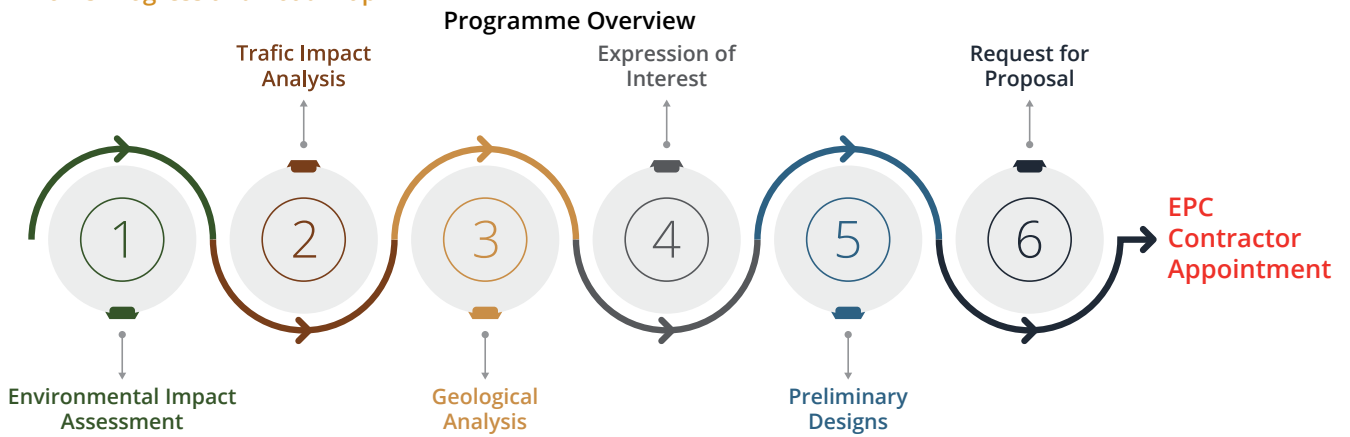 Programme Overview
Trafic Impact
Analysis
Expression of
Interest
Request for
Proposal
1
2
3
4
5
6
EPC
Contractor
Appointment
Environmental Impact
Assessment
Geological
Analysis
Preliminary
Designs